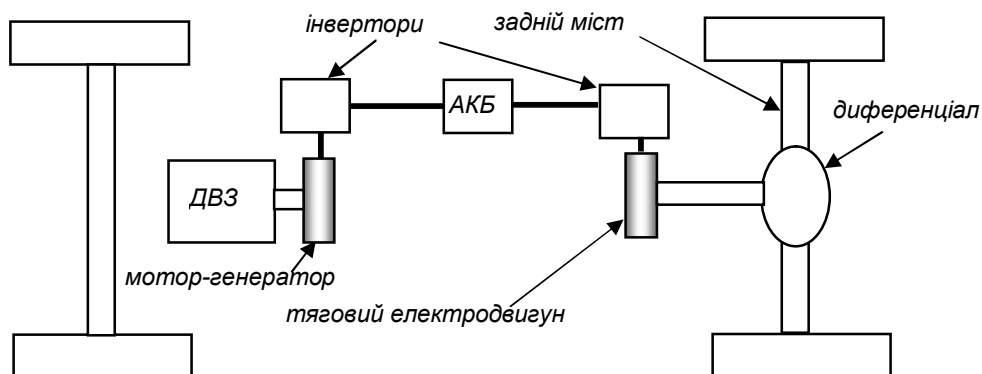 інвертори
задній міст
АКБ
диференціал
ДВЗ
мотор-генератор
тяговий електродвигун